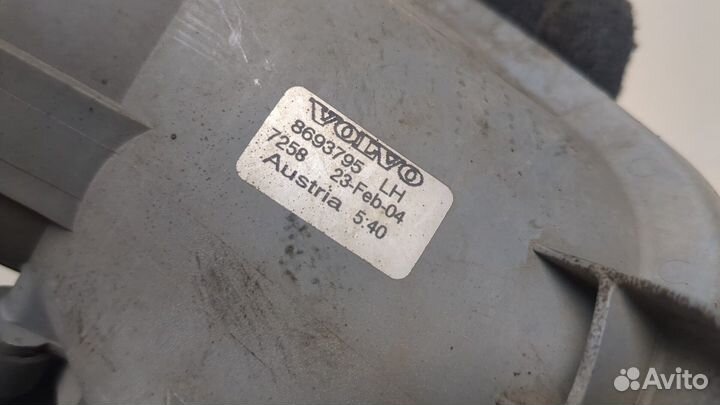 VOLVO
8693795 LH
7258 23-Feb-04
Austria 5:40
Avito